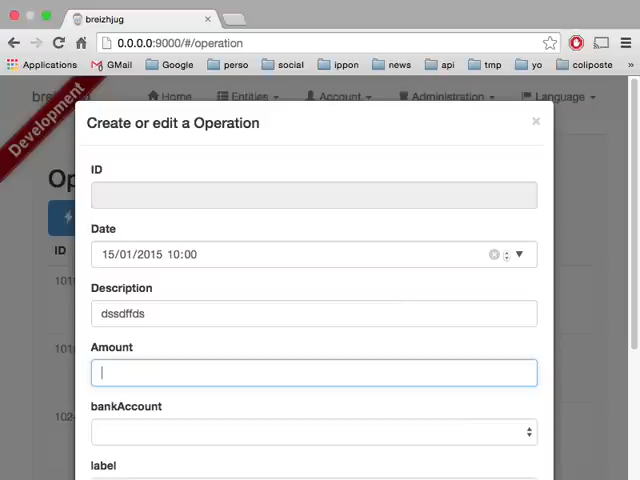 breizhjug
0.0.0.0:9000/#/operation
Applications GMail Google perso social ippon news api tmp yo coliposte »
Development
Home Entities Account Administration Language
Create or edit a Operation ×
ID
Date
15/01/2015 10:00
Description
dssdffds
Amount
bankAccount
label
Op
ID